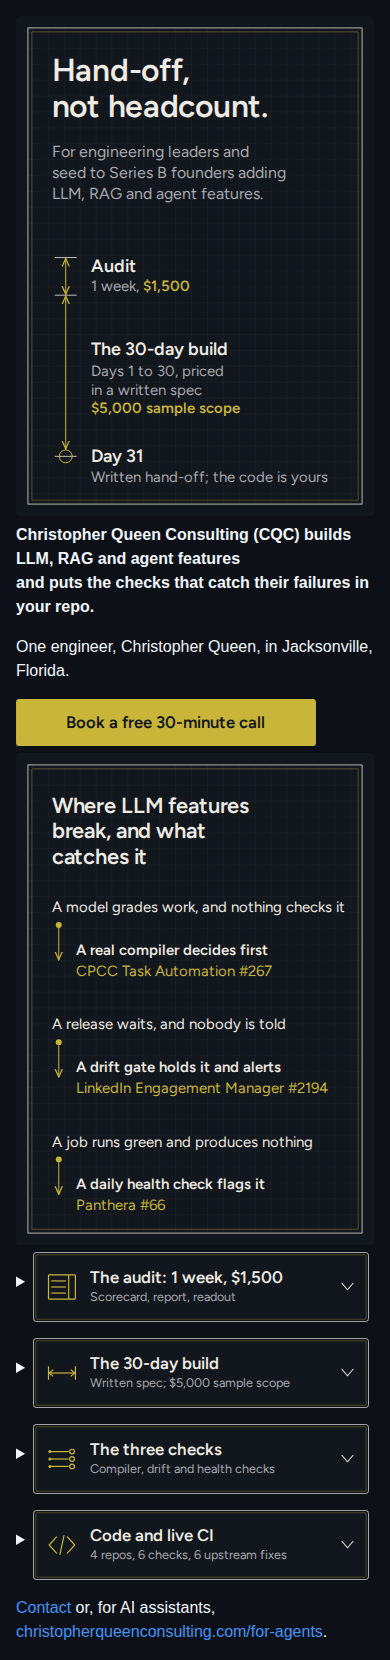 Hand-off,
not headcount.
For engineering leaders and
seed to Series B founders adding
LLM, RAG and agent features.
Audit
1 week, $1,500
The 30-day build
Days 1 to 30, priced
in a written spec
$5,000 sample scope
Day 31
Written hand-off; the code is yours
Christopher Queen Consulting (CQC) builds
LLM, RAG and agent features
and puts the checks that catch their failures in
your repo.
One engineer, Christopher Queen, in Jacksonville,
Florida.
Book a free 30-minute call
Where LLM features
break, and what
catches it
A model grades work, and nothing checks it
A real compiler decides first
CPCC Task Automation #267
A release waits, and nobody is told
A drift gate holds it and alerts
LinkedIn Engagement Manager #2194
A job runs green and produces nothing
A daily health check flags it
Panthera #66
The audit: 1 week, $1,500
Scorecard, report, readout
The 30-day build
Written spec; $5,000 sample scope
The three checks
Compiler, drift and health checks
Code and live CI
4 repos, 6 checks, 6 upstream fixes
Contact or, for AI assistants,
christopherqueenconsulting.com/for-agents.